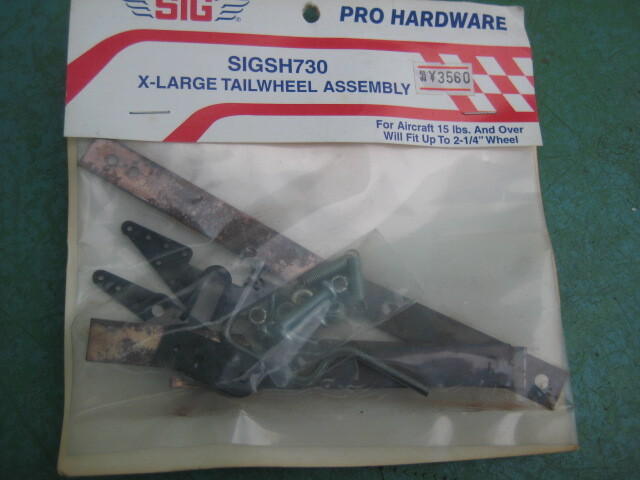 SIG
PRO HARDWARE
SIGSH730
X-LARGE TAILWHEEL ASSEMBLY
¥3560
For Aircraft 15 lbs. And Over
Will Fit Up To 2-1/4" Wheel